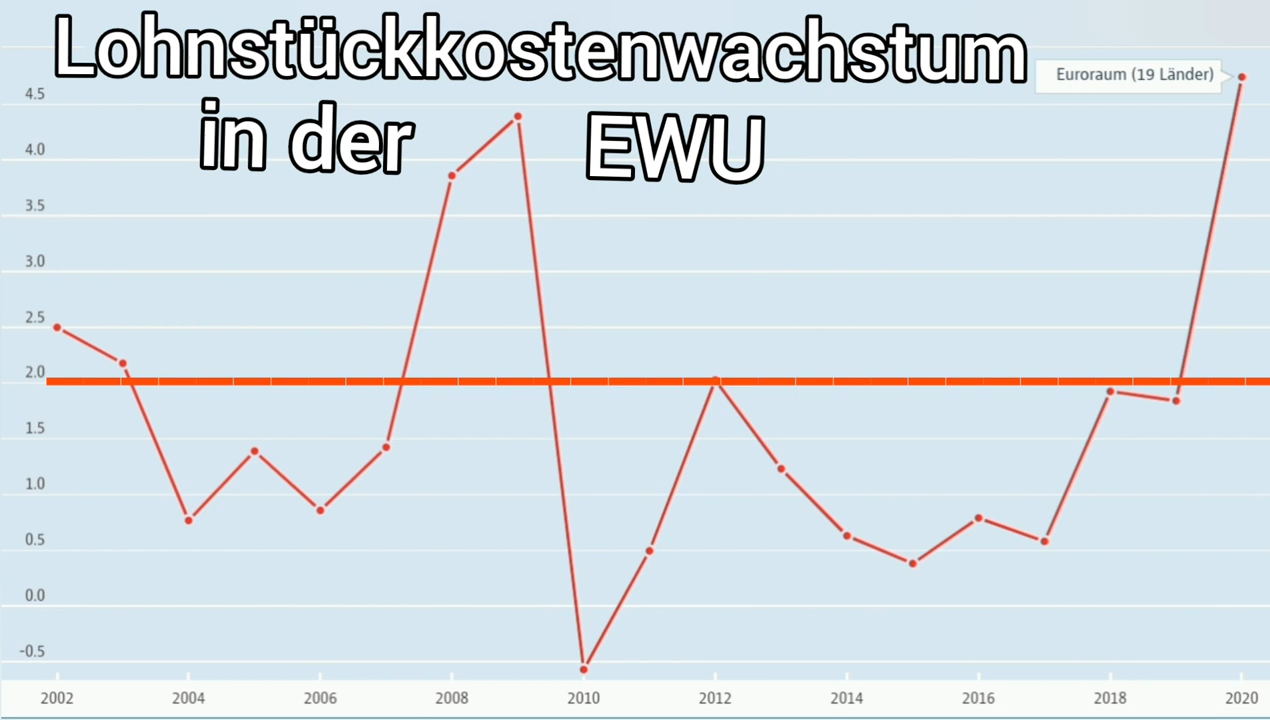 Lohnstückkostenwachstum
in der EWU
Euroraum (19 Länder)
4.5
4.0
3.5
3.0
2.5
2.0
1.5
1.0
0.5
0.0
-0.5
2002 2004 2006 2008 2010 2012 2014 2016 2018 2020